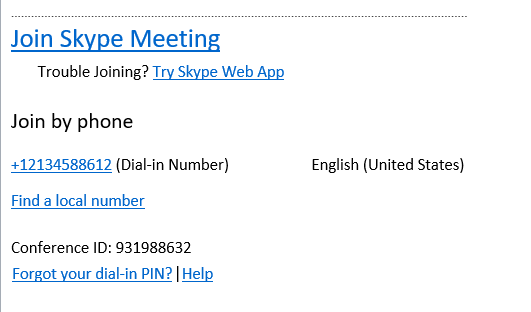 Join Skype Meeting
Trouble Joining? Try Skype Web App
Join by phone
+12134588612 (Dial-in Number) English (United States)
Find a local number
Conference ID: 931988632
Forgot your dial-in PIN? | Help